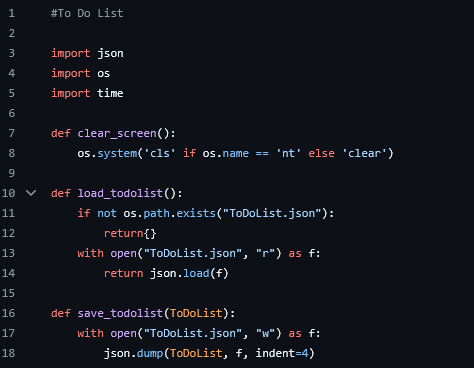 1 #To Do List
2
3 import json
4 import os
5 import time
6
7 def clear_screen():
8     os.system('cls' if os.name == 'nt' else 'clear')
9
10 def load_todolist():
11     if not os.path.exists("ToDoList.json"):
12         return{}
13     with open("ToDoList.json", "r") as f:
14         return json.load(f)
15
16 def save_todolist(ToDoList):
17     with open("ToDoList.json", "w") as f:
18         json.dump(ToDoList, f, indent=4)